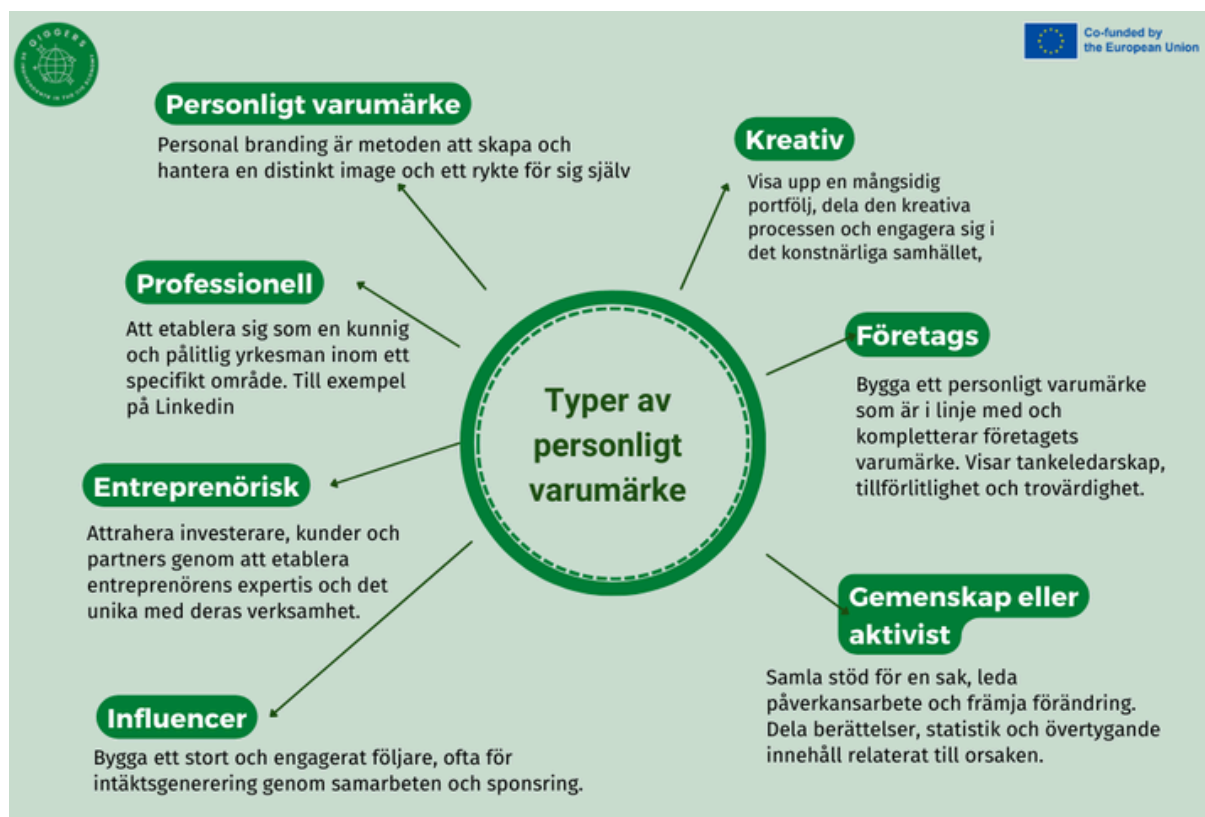 GIGGERS
Co-funded by
the European Union
Personligt varumärke
Personal branding är metoden att skapa och
hantera en distinkt image och ett rykte för sig själv
Kreativ
Visa upp en mångsidig
portfölj, dela den kreativa
processen och engagera sig i
det konstnärliga samhället,
Professionell
Att etablera sig som en kunnig
och pålitlig yrkesman inom ett
specifikt område. Till exempel
på Linkedin
Företags
Bygga ett personligt varumärke
som är i linje med och
kompletterar företagets
varumärke. Visar tankeledarskap,
tillförlitlighet och trovärdighet.
Typer av
personligt
varumärke
Entreprenörisk
Attrahera investerare, kunder och
partners genom att etablera
entreprenörens expertis och det
unika med deras verksamhet.
Gemenskap eller
aktivist
Samla stöd för en sak, leda
påverkansarbete och främja förändring.
Dela berättelser, statistik och övertygande
innehåll relaterat till orsaken.
Influencer
Bygga ett stort och engagerat följare, ofta för
intäktsgenerering genom samarbeten och sponsring.